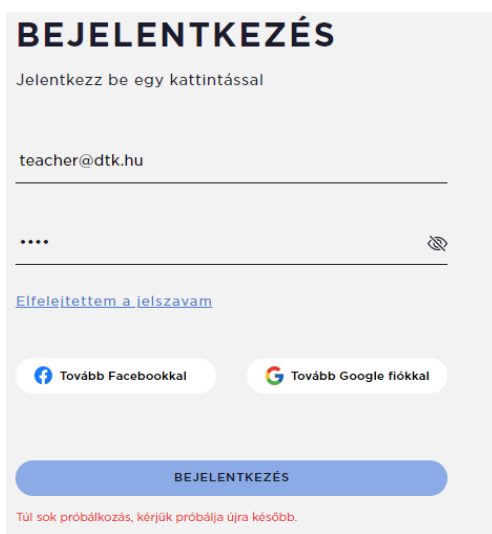 BEJELENTKEZÉS
Jelentkezz be egy kattintással
teacher@dtk.hu
••••
Elfelejtettem a jelszavam
Tovább Facebookkal
Tovább Google fiókkal
BEJELENTKEZÉS
Túl sok próbálkozás, kérjük próbálja újra később.